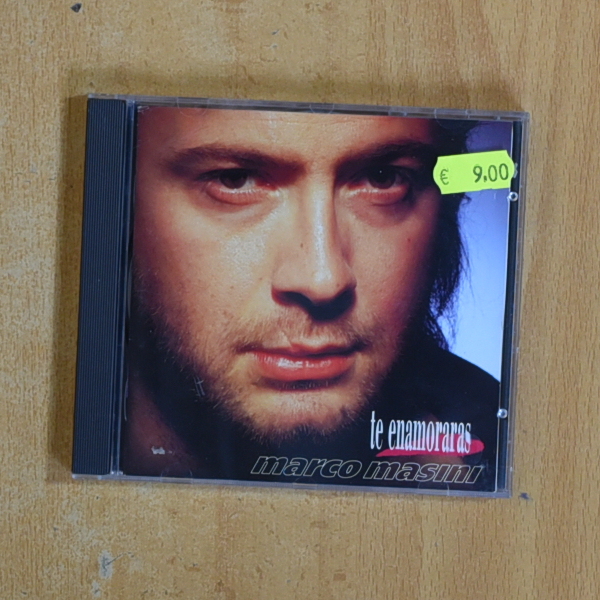 € 9.00
te enamoraras
marco masini